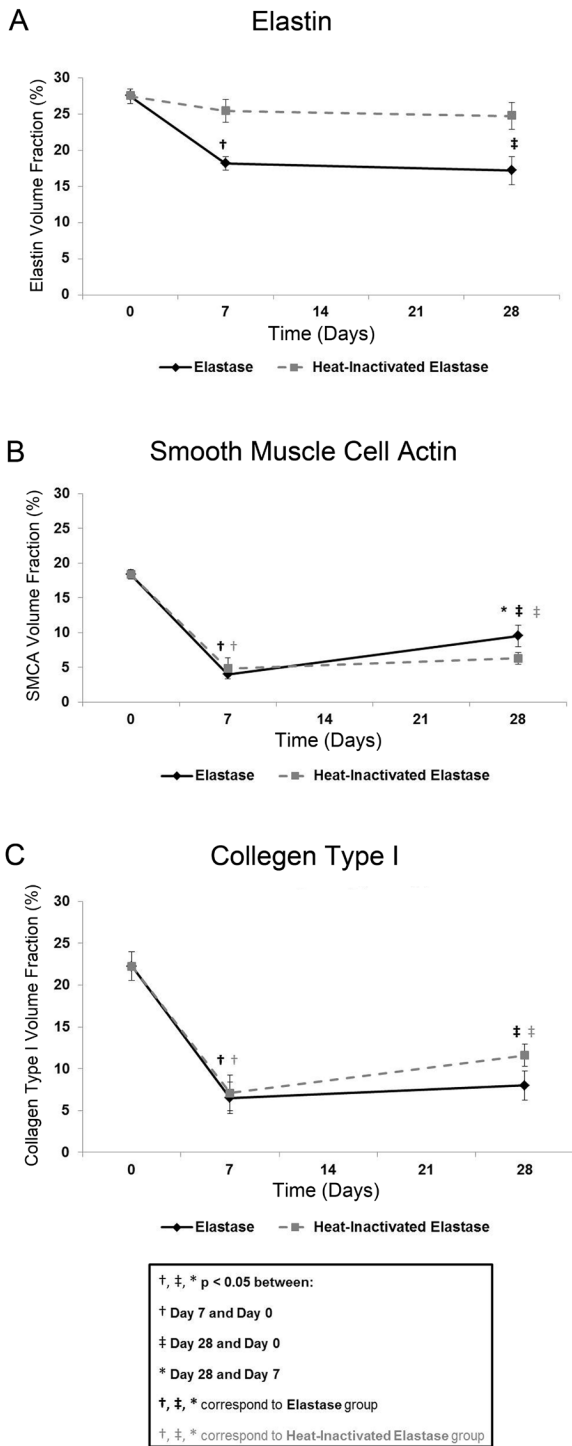 A
Elastin
Elastin Volume Fraction (%)
30
25
20
15
10
5
0
†
‡
0 7 14 21 28
Time (Days)
Elastase Heat-Inactivated Elastase
B
Smooth Muscle Cell Actin
SMCA Volume Fraction (%)
30
25
20
15
10
5
0
† †
* ‡ ‡
0 7 14 21 28
Time (Days)
Elastase Heat-Inactivated Elastase
C
Collegen Type I
Collagen Type I Volume Fraction (%)
30
25
20
15
10
5
0
† †
‡ ‡
0 7 14 21 28
Time (Days)
Elastase Heat-Inactivated Elastase
†, ‡, * p < 0.05 between:
† Day 7 and Day 0
‡ Day 28 and Day 0
* Day 28 and Day 7
†, ‡, * correspond to Elastase group
†, ‡, * correspond to Heat-Inactivated Elastase group